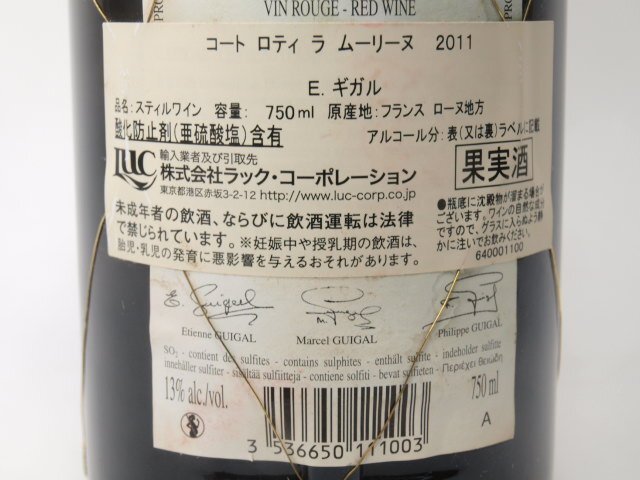 VIN ROUGE - RED WINE
コート ロティ ラ ムーリーヌ 2011
E. ギガル
品名：スティルワイン 容量： 750ml 原産地：フランス ローヌ地方
酸化防止剤（亜硫酸塩）含有 アルコール分：表（又は裏）ラベルに記載
LUC 輸入業者及び引取先
株式会社ラック・コーポレーション
東京都港区赤坂3-2-12 http://www.luc-corp.co.jp
果実酒
未成年者の飲酒、ならびに飲酒運転は法律
で禁じられています。※妊娠中や授乳期の飲酒は、
胎児・乳児の発育に悪影響を与えるおそれがあります。
●瓶底に沈殿物が溜まる場合が
ございます。ワインの自然な成分
ですので、グラスに入らぬよう静
かに注いでお飲みください。
640001100
Etienne GUIGAL Marcel GUIGAL Philippe GUIGAL
SO2 - contient des sulfites - contains sulphites - enthält sulfite - indeholder sulfitte
innehåller sulfiter - sisältää sulfiitteja - contiene solfiti - bevat sulfieten - Περιέχει θειώδη
13% alc./vol. 750 ml
A
3 536650 111003